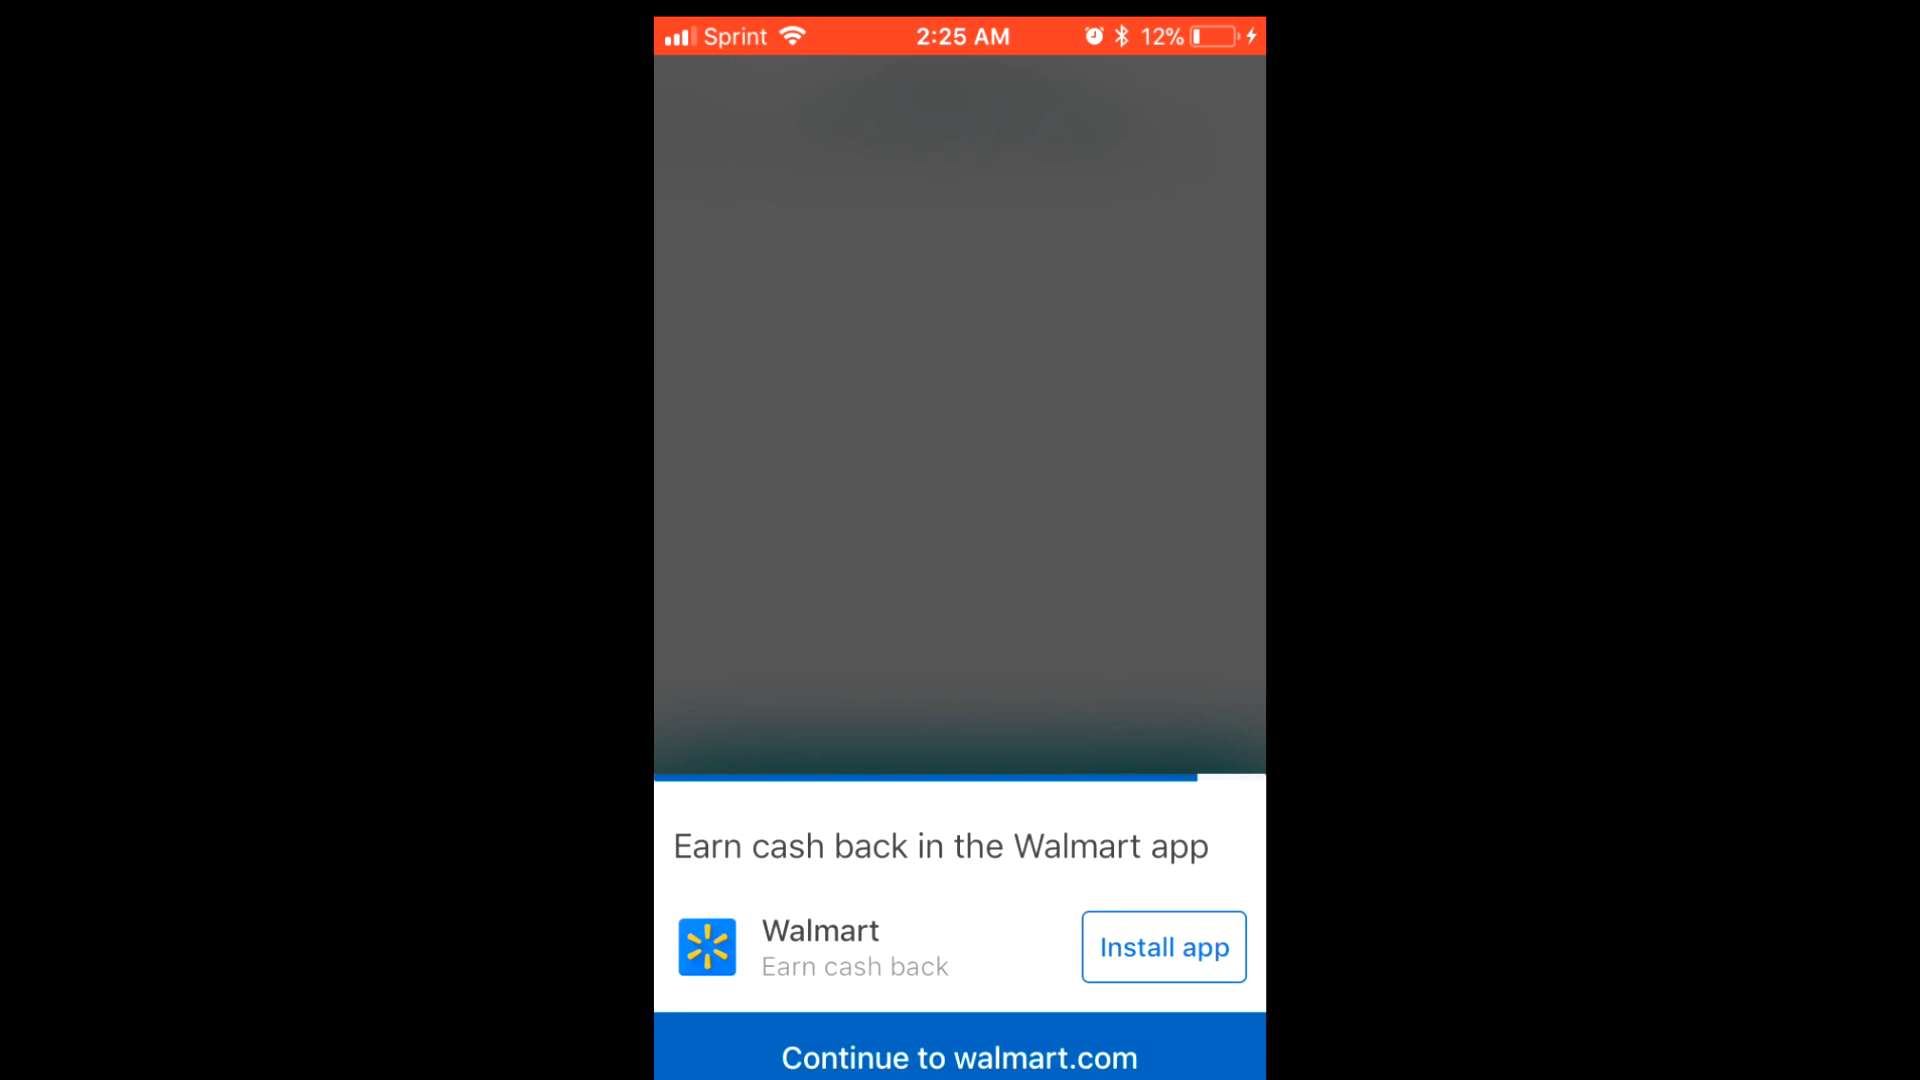 Sprint 2:25 AM 12%
Earn cash back in the Walmart app
Walmart
Earn cash back
Install app
Continue to walmart.com